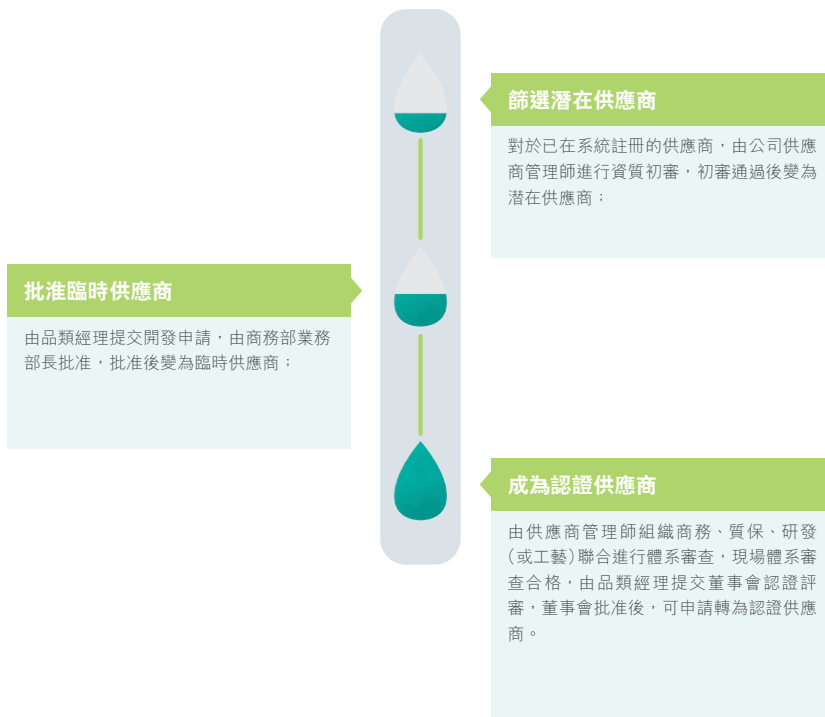 篩選潛在供應商
對於已在系統註冊的供應商，由公司供應
商管理師進行資質初審，初審通過後變為
潛在供應商；
批准臨時供應商
由品類經理提交開發申請，由商務部業務
部長批准，批准後變為臨時供應商；
成為認證供應商
由供應商管理師組織商務、質保、研發
（或工藝）聯合進行體系審查，現場體系審
查合格，由品類經理提交董事會認證評
審，董事會批准後，可申請轉為認證供應
商。